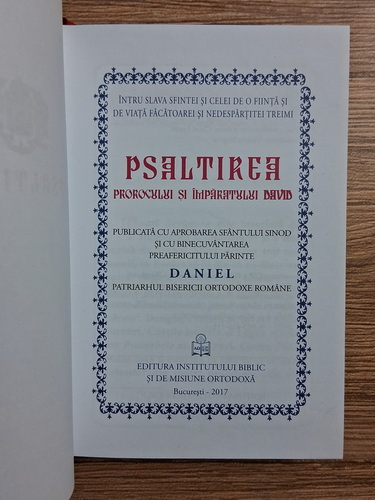 ÎNTRU SLAVA SFINTEI ȘI CELEI DE O FIINȚĂ ȘI
DE VIAȚĂ FĂCĂTOAREI ȘI NEDESPĂRȚITEI TREIMI
PSALTIREA
PROROCULUI ȘI ÎMPĂRATULUI DAVID
PUBLICATĂ CU APROBAREA SFÂNTULUI SINOD
ȘI CU BINECUVÂNTAREA
PREAFERICITULUI PĂRINTE
DANIEL
PATRIARHUL BISERICII ORTODOXE ROMÂNE
EDITURA INSTITUTULUI BIBLIC
ȘI DE MISIUNE ORTODOXĂ
București - 2017